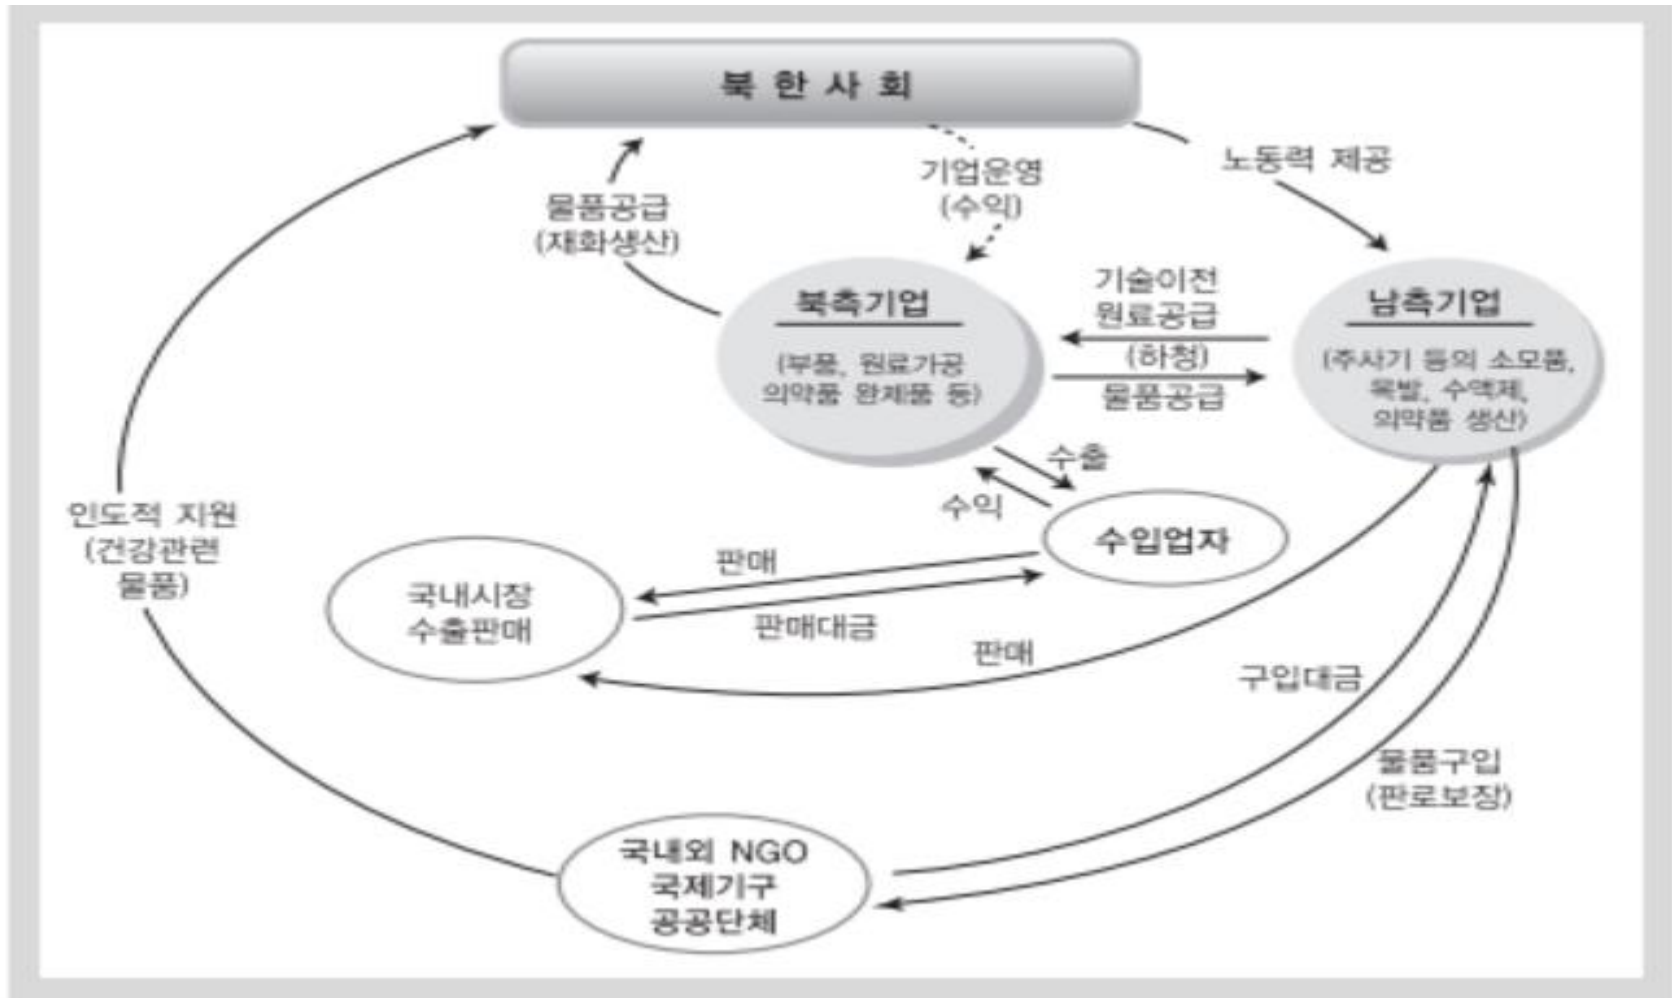 북 한 사 회
기업운영
(수익)
노동력 제공
물품공급
(재화생산)
기술이전
원료공급
(하청)
물품공급
북측기업
(부품, 원료가공
의약품 완제품 등)
남측기업
(주사기 등의 소모품,
목발, 수액제,
의약품 생산)
수출
수익
수입업자
인도적 지원
(건강관련
물품)
판매
국내시장
수출판매
판매대금
판매
구입대금
물품구입
(판로보장)
국내외 NGO
국제기구
공공단체